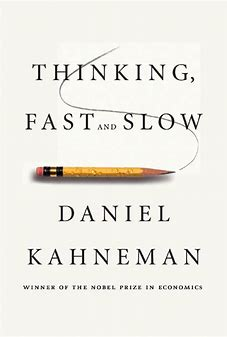 THINKING,
FAST AND SLOW
DANIEL
KAHNEMAN
WINNER OF THE NOBEL PRIZE IN ECONOMICS